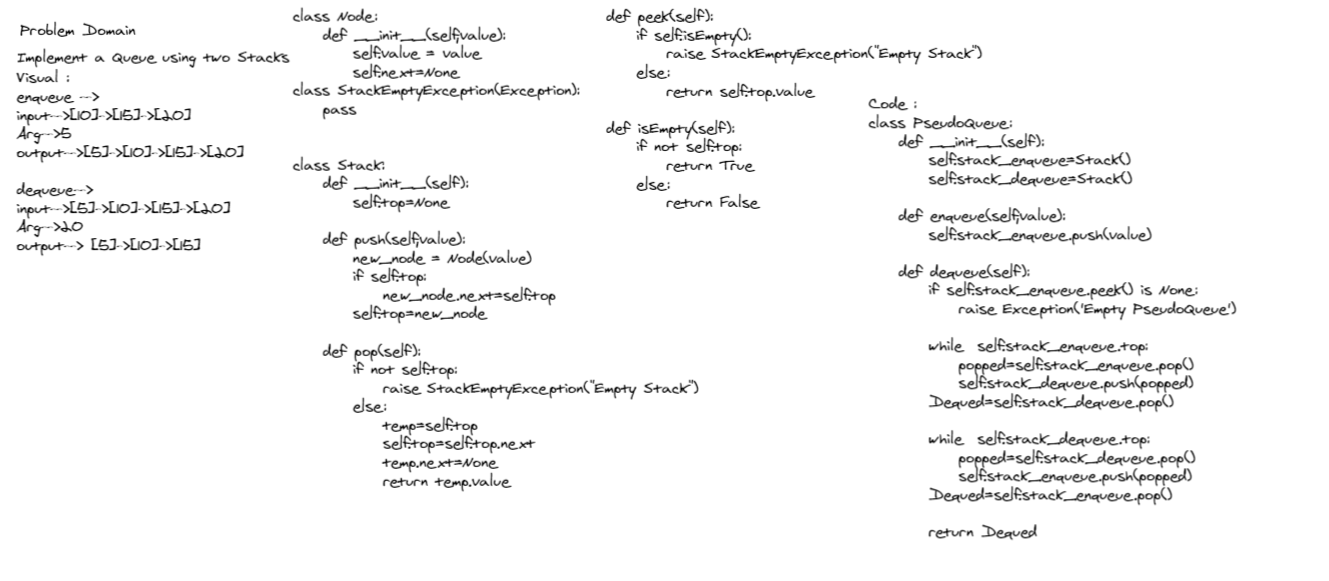 Problem Domain
Implement a Queue using two Stacks
Visual :
enqueue -->
input-->[10]->[15]->[20]
Arg-->5
output-->[5]->[10]->[15]->[20]
dequeue-->
input-->[5]->[10]->[15]->[20]
Arg->20
output--> [5]->[10]->[15]
class Node:
def __init__(self,value):
self.value = value
self.next=None
class StackEmptyException(Exception):
pass
class Stack:
def __init__(self):
self.top=None
def push(self,value):
new_node = Node(value)
if self.top:
new_node.next=self.top
self.top=new_node
def pop(self):
if not self.top:
raise StackEmptyException("Empty Stack")
else:
temp=self.top
self.top=self.top.next
temp.next=None
return temp.value
def peek(self):
if self.isEmpty():
raise StackEmptyException("Empty Stack")
else:
return self.top.value
def isEmpty(self):
if not self.top:
return True
else:
return False
Code :
class PseudoQueue:
def __init__(self):
self.stack_enqueue=Stack()
self.stack_dequeue=Stack()
def enqueue(self,value):
self.stack_enqueue.push(value)
def dequeue(self):
if self.stack_enqueue.peek() is None:
raise Exception('Empty PseudoQueue')
while self.stack_enqueue.top:
popped=self.stack_enqueue.pop()
self.stack_dequeue.push(popped)
Dequed=self.stack_dequeue.pop()
while self.stack_dequeue.top:
popped=self.stack_dequeue.pop()
self.stack_enqueue.push(popped)
Dequed=self.stack_enqueue.pop()
return Dequed